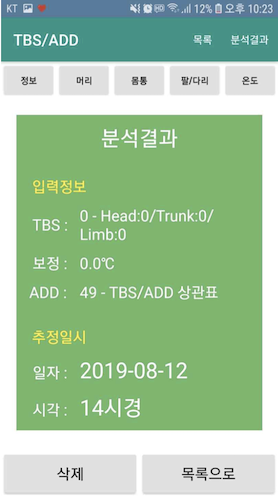 KT 12% 오후 10:23
TBS/ADD 목록 분석결과
정보 머리 몸통 팔/다리 온도
분석결과
입력정보
TBS : 0 - Head:0/Trunk:0/
Limb:0
보정 : 0.0℃
ADD : 49 - TBS/ADD 상관표
추정일시
일자 : 2019-08-12
시각 : 14시경
삭제 목록으로